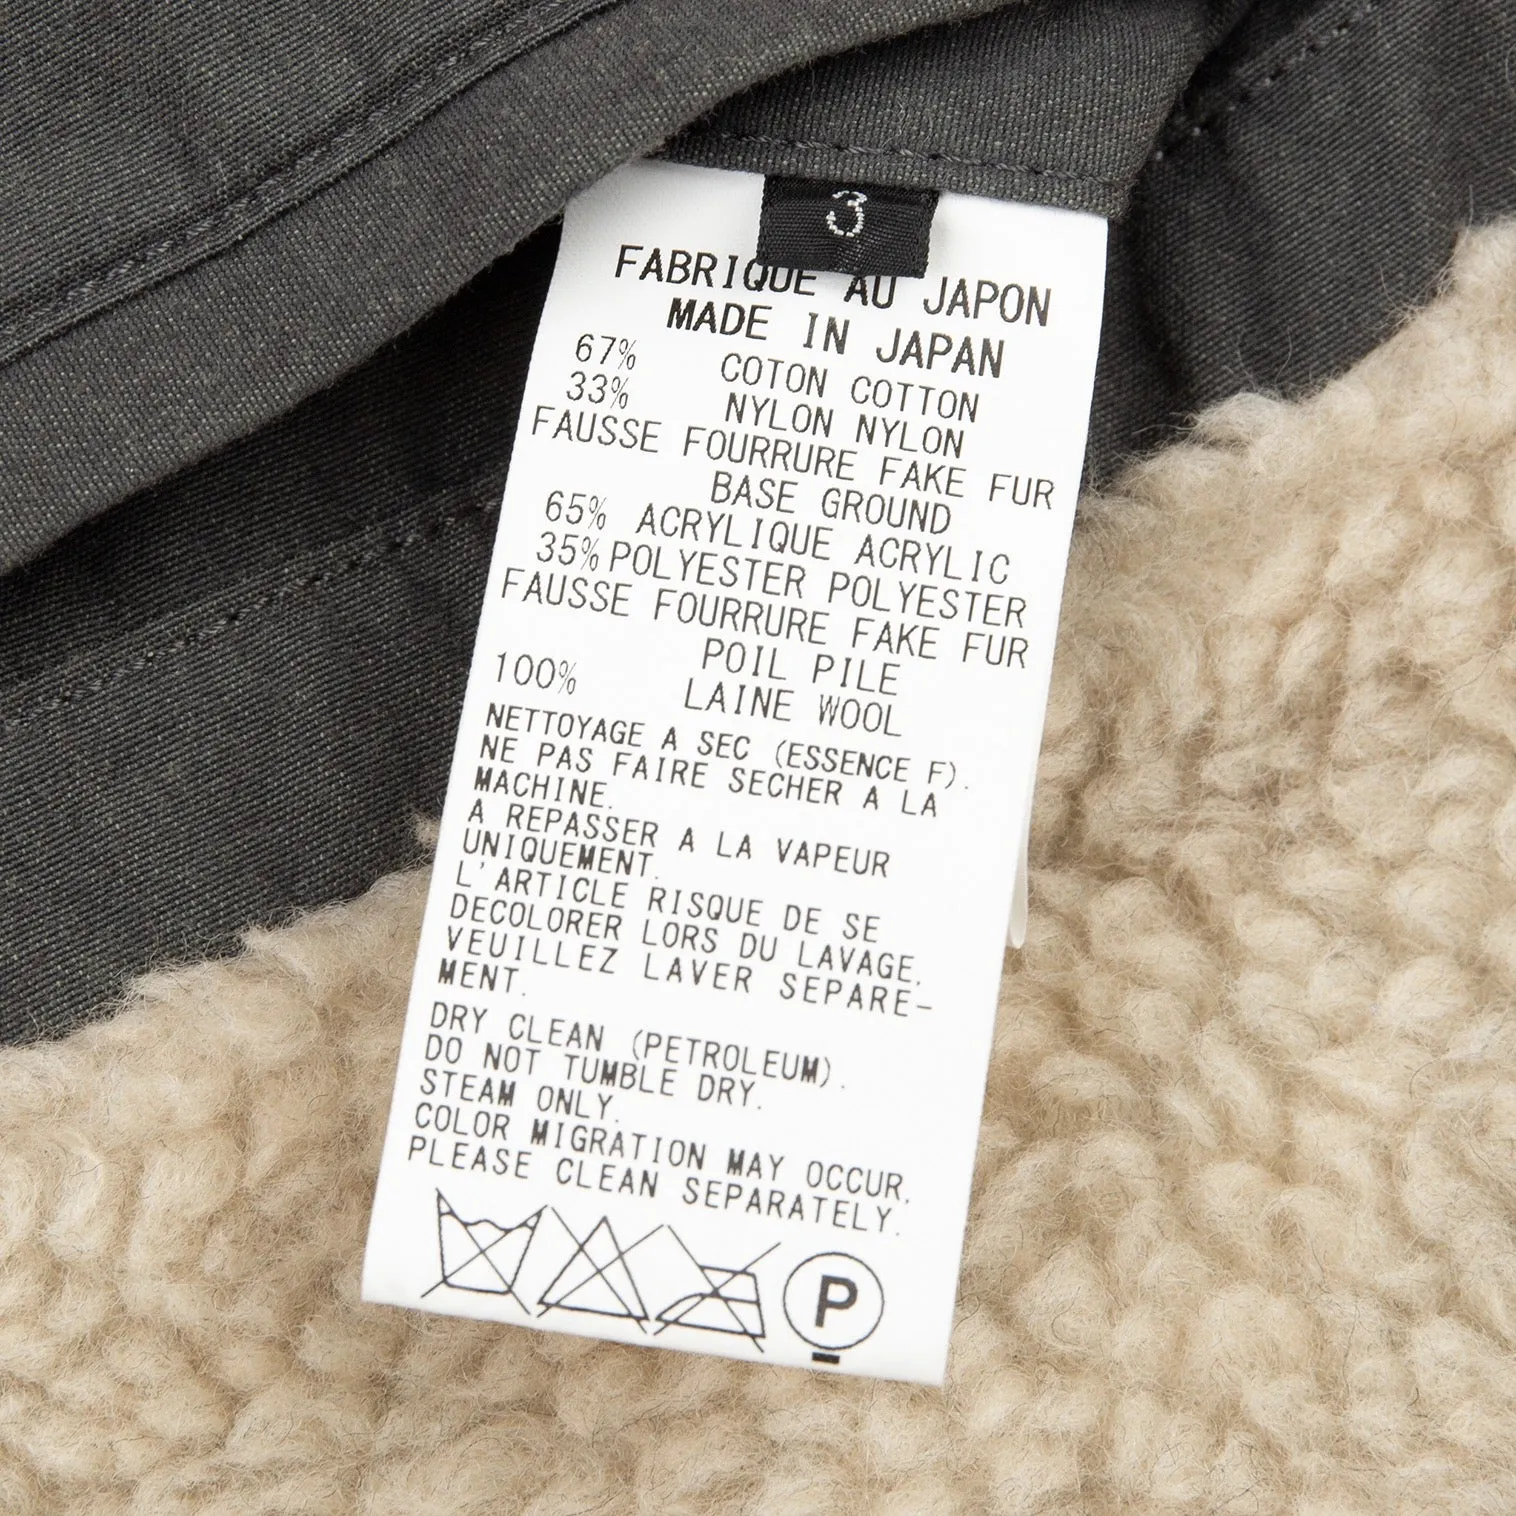 3
FABRIQUE AU JAPON
MADE IN JAPAN
67% COTON COTTON
33% NYLON NYLON
FAUSSE FOURRURE FAKE FUR
BASE GROUND
65% ACRYLIQUE ACRYLIC
35% POLYESTER POLYESTER
FAUSSE FOURRURE FAKE FUR
POIL PILE
100% LAINE WOOL
NETTOYAGE A SEC (ESSENCE F).
NE PAS FAIRE SECHER A LA
MACHINE.
A REPASSER A LA VAPEUR
UNIQUEMENT.
L'ARTICLE RISQUE DE SE
DECOLORER LORS DU LAVAGE.
VEUILLEZ LAVER SEPARE-
MENT.
DRY CLEAN (PETROLEUM).
DO NOT TUMBLE DRY.
STEAM ONLY.
COLOR MIGRATION MAY OCCUR.
PLEASE CLEAN SEPARATELY.
P